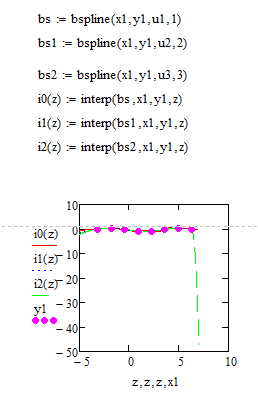 bs := bspline(x1,y1,u1,1)
bs1 := bspline(x1,y1,u2,2)
bs2 := bspline(x1,y1,u3,3)
i0(z) := interp(bs,x1,y1,z)
i1(z) := interp(bs1,x1,y1,z)
i2(z) := interp(bs2,x1,y1,z)
10
i0(z) 0
i1(z) −10
i2(z) −20
y1 −30
−40
−50
−5 0 5 10
z,z,z,x1